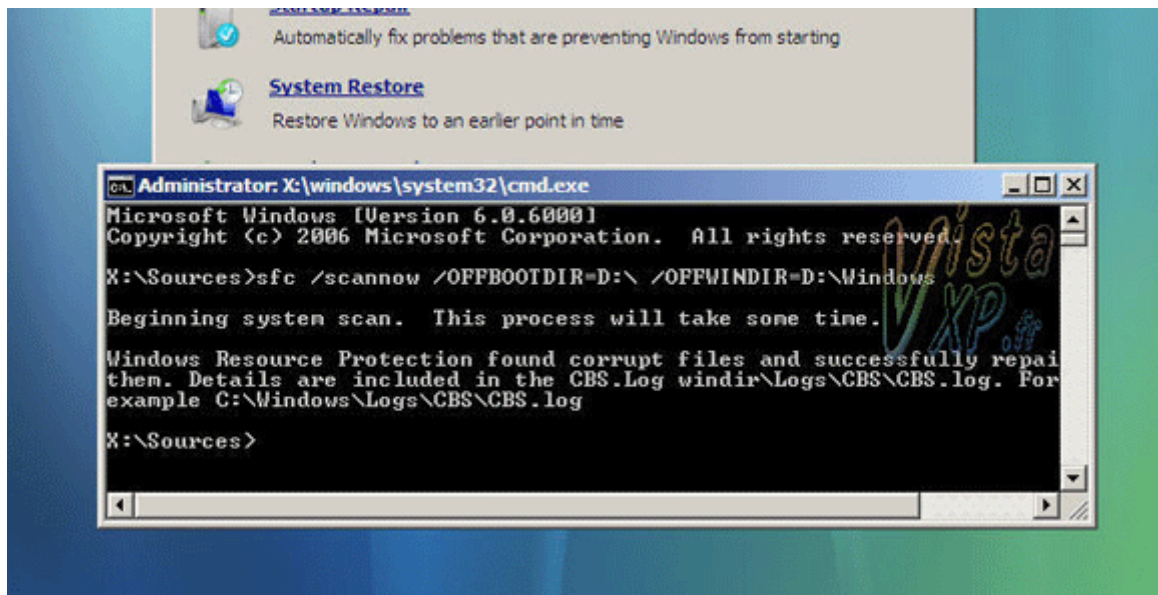 Startup Repair
Automatically fix problems that are preventing Windows from starting
System Restore
Restore Windows to an earlier point in time
Administrator: X:\windows\system32\cmd.exe
Microsoft Windows [Version 6.0.6000]
Copyright (c) 2006 Microsoft Corporation.  All rights reserved.
X:\Sources>sfc /scannow /OFFBOOTDIR=D:\ /OFFWINDIR=D:\Windows
Beginning system scan.  This process will take some time.
Windows Resource Protection found corrupt files and successfully repai
them. Details are included in the CBS.Log windir\Logs\CBS\CBS.log. For
example C:\Windows\Logs\CBS\CBS.log
X:\Sources>
Vista
XP.fr